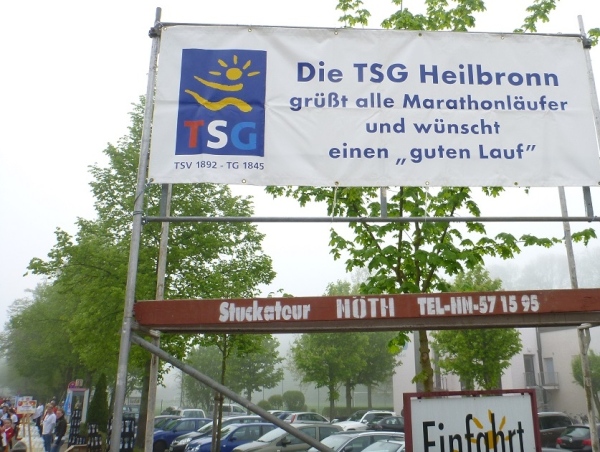 Die TSG Heilbronn
grüßt alle Marathonläufer
und wünscht
einen „guten Lauf"
TSG
TSV 1892 - TG 1845
Stuckateur NÖTH TEL-HN-57 15 95
Einfahrt